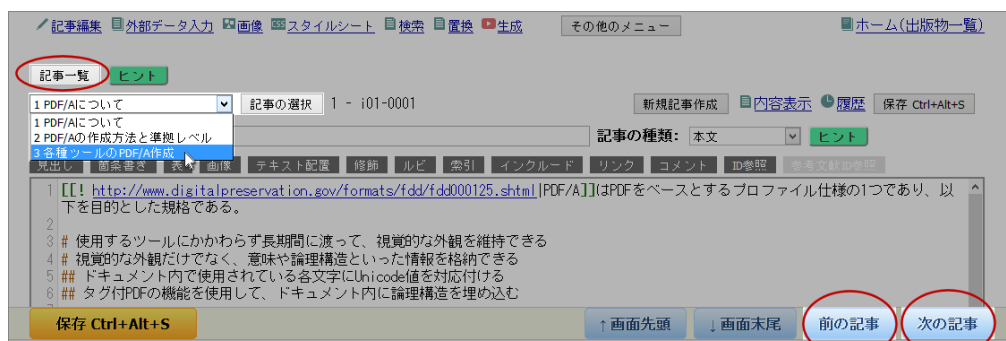 記事編集 外部データ入力 画像 スタイルシート 検索 置換 生成 その他のメニュー ホーム(出版物一覧)
記事一覧 ヒント
1 PDF/Aについて 記事の選択 1 - i01-0001 新規記事作成 内容表示 履歴 保存 Ctrl+Alt+S
1 PDF/Aについて
2 PDF/Aの作成方法と準拠レベル
記事の種類: 本文 ヒント
3 各種ツールのPDF/A作成
見出し 箇条書き 表 画像 テキスト配置 修飾 ルビ 索引 インクルード リンク コメント ID参照 参考文献ID参照
1 [[! http://www.digitalpreservation.gov/formats/fdd/fdd000125.shtml|PDF/A]]はPDFをベースとするプロファイル仕様の1つであり、以
下を目的とした規格である。
2
3 # 使用するツールにかかわらず長期間に渡って、視覚的な外観を維持できる
4 # 視覚的な外観だけでなく、意味や論理構造といった情報を格納できる
5 ## ドキュメント内で使用されている各文字にUnicode値を対応付ける
6 ## タグ付PDFの機能を使用して、ドキュメント内に論理構造を埋め込む
保存 Ctrl+Alt+S ↑画面先頭 ↓画面末尾 前の記事 次の記事